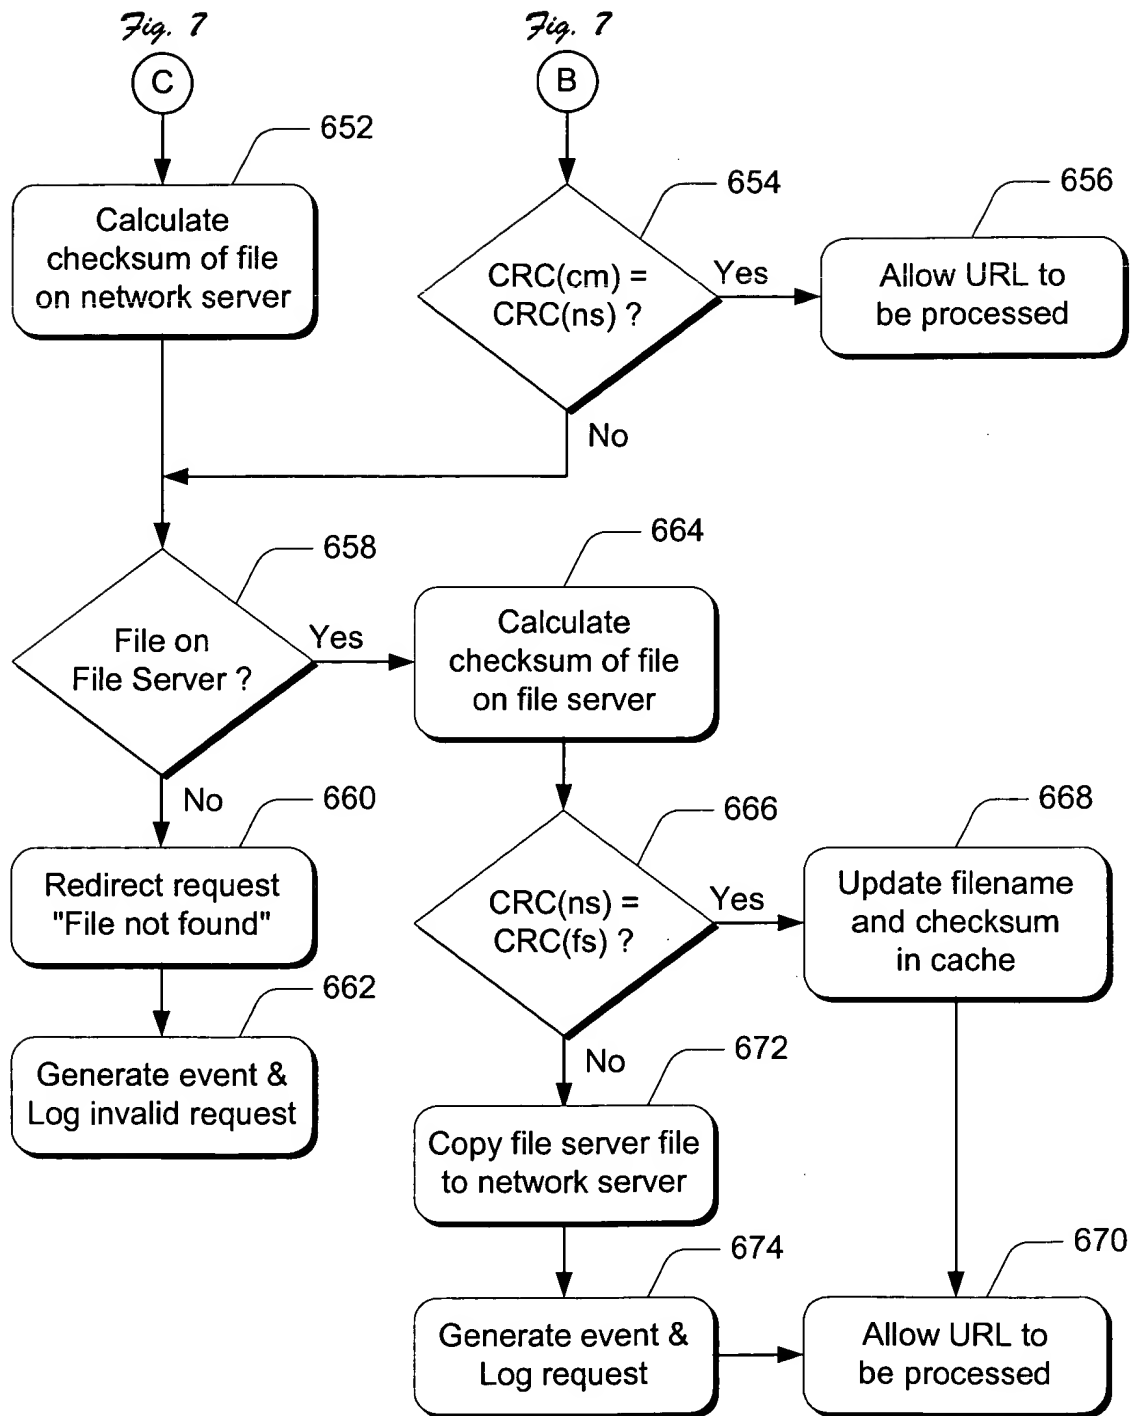 Fig. 7
C
652
Calculate
checksum of file
on network server
Fig. 7
B
654
CRC(cm) =
CRC(ns) ?
Yes
No
656
Allow URL to
be processed
658
File on
File Server ?
Yes
No
660
Redirect request
"File not found"
662
Generate event &
Log invalid request
664
Calculate
checksum of file
on file server
666
CRC(ns) =
CRC(fs) ?
Yes
No
668
Update filename
and checksum
in cache
672
Copy file server file
to network server
674
Generate event &
Log request
670
Allow URL to
be processed